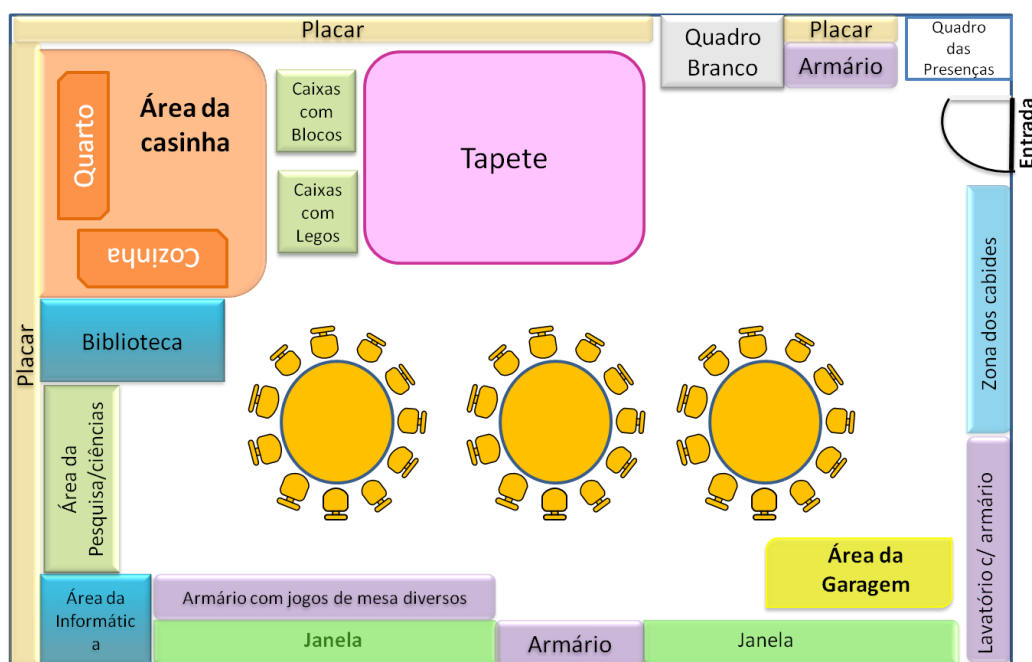 Placar
Quadro
Branco
Placar
Armário
Quadro
das
Presenças
Entrada
Quarto
Área da
casinha
Cozinha
Caixas
com
Blocos
Caixas
com
Legos
Tapete
Placar
Biblioteca
Zona dos cabides
Área da
Pesquisa/ciências
Lavatório c/ armário
Área da
Garagem
Área da
Informátic
a
Armário com jogos de mesa diversos
Janela
Armário
Janela